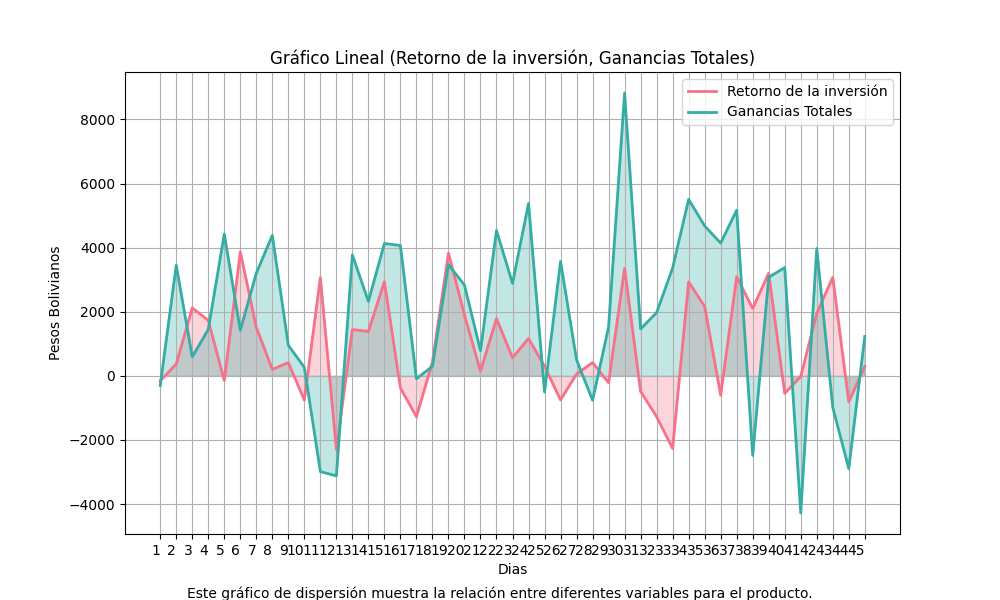 Gráfico Lineal (Retorno de la inversión, Ganancias Totales)
Retorno de la inversión
Ganancias Totales
8000
6000
4000
2000
0
−2000
−4000
Pesos Bolivianos
1 2 3 4 5 6 7 8 9 10 11 12 13 14 15 16 17 18 19 20 21 22 23 24 25 26 27 28 29 30 31 32 33 34 35 36 37 38 39 40 41 42 43 44 45
Dias
Este gráfico de dispersión muestra la relación entre diferentes variables para el producto.